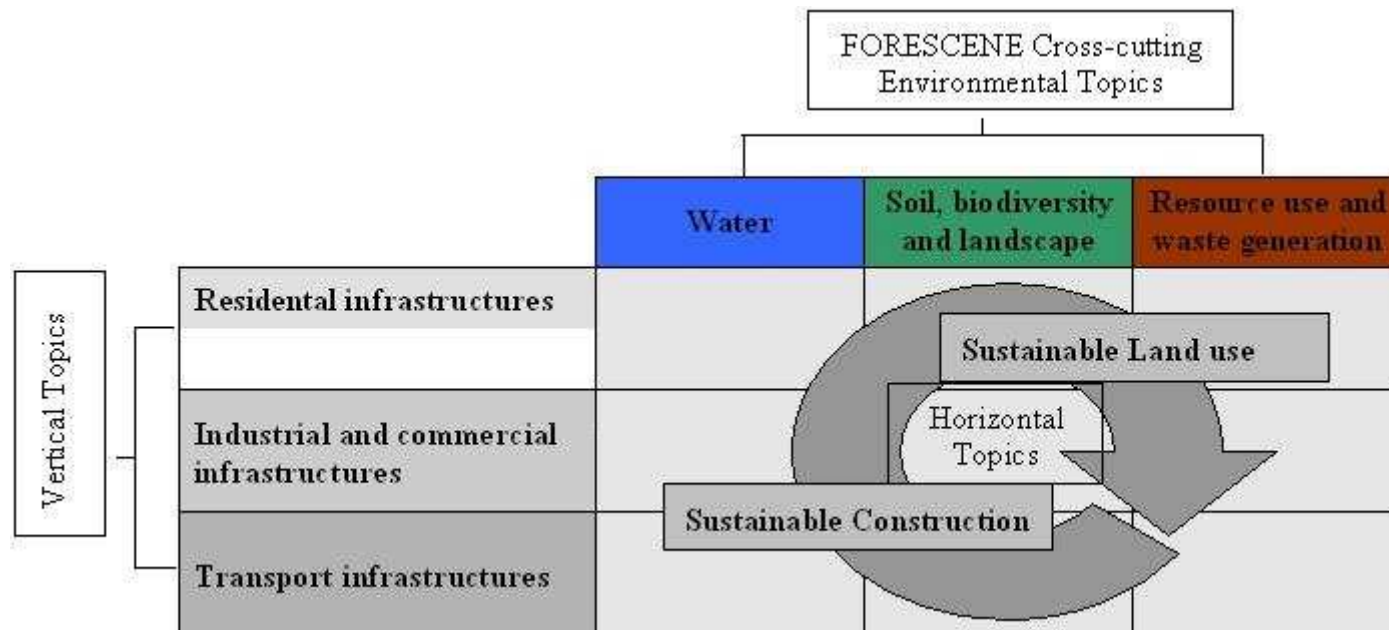 FORESCENE Cross-cutting
Environmental Topics
Water
Soil, biodiversity
and landscape
Resource use and
waste generation
Vertical Topics
Residental infrastructures
Sustainable Land use
Industrial and commercial
infrastructures
Horizontal
Topics
Sustainable Construction
Transport infrastructures